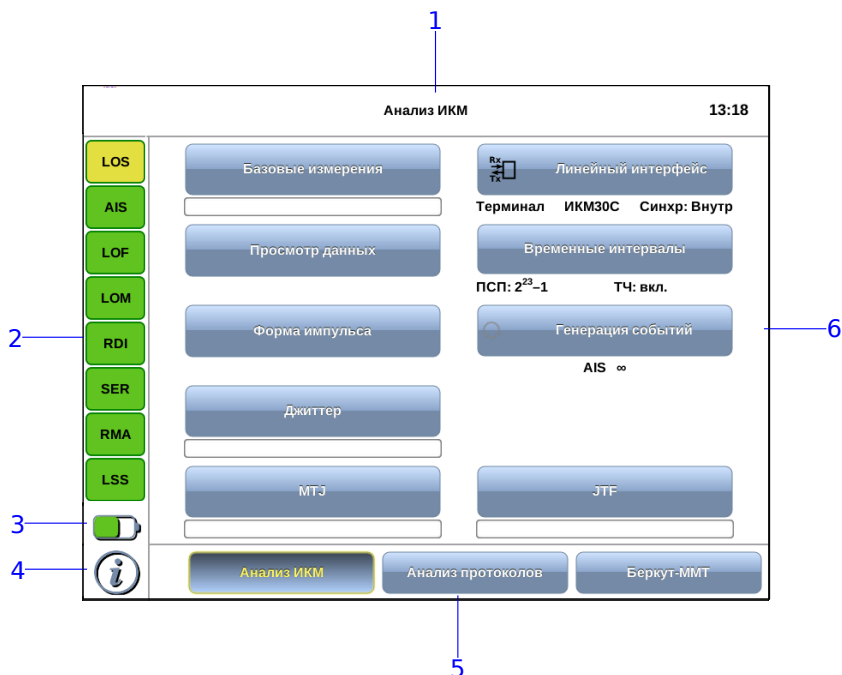 1
Анализ ИКМ 13:18
LOS
AIS
LOF
LOM
RDI
SER
RMA
LSS
Базовые измерения
Просмотр данных
Форма импульса
Джиттер
MTJ
Rx
Tx
Линейный интерфейс
Терминал ИКМ30С Синхр: Внутр
Временные интервалы
ПСП: 2²³–1 ТЧ: вкл.
Генерация событий
AIS ∞
JTF
2
3
4
6
i
Анализ ИКМ Анализ протоколов Беркут-ММТ
5